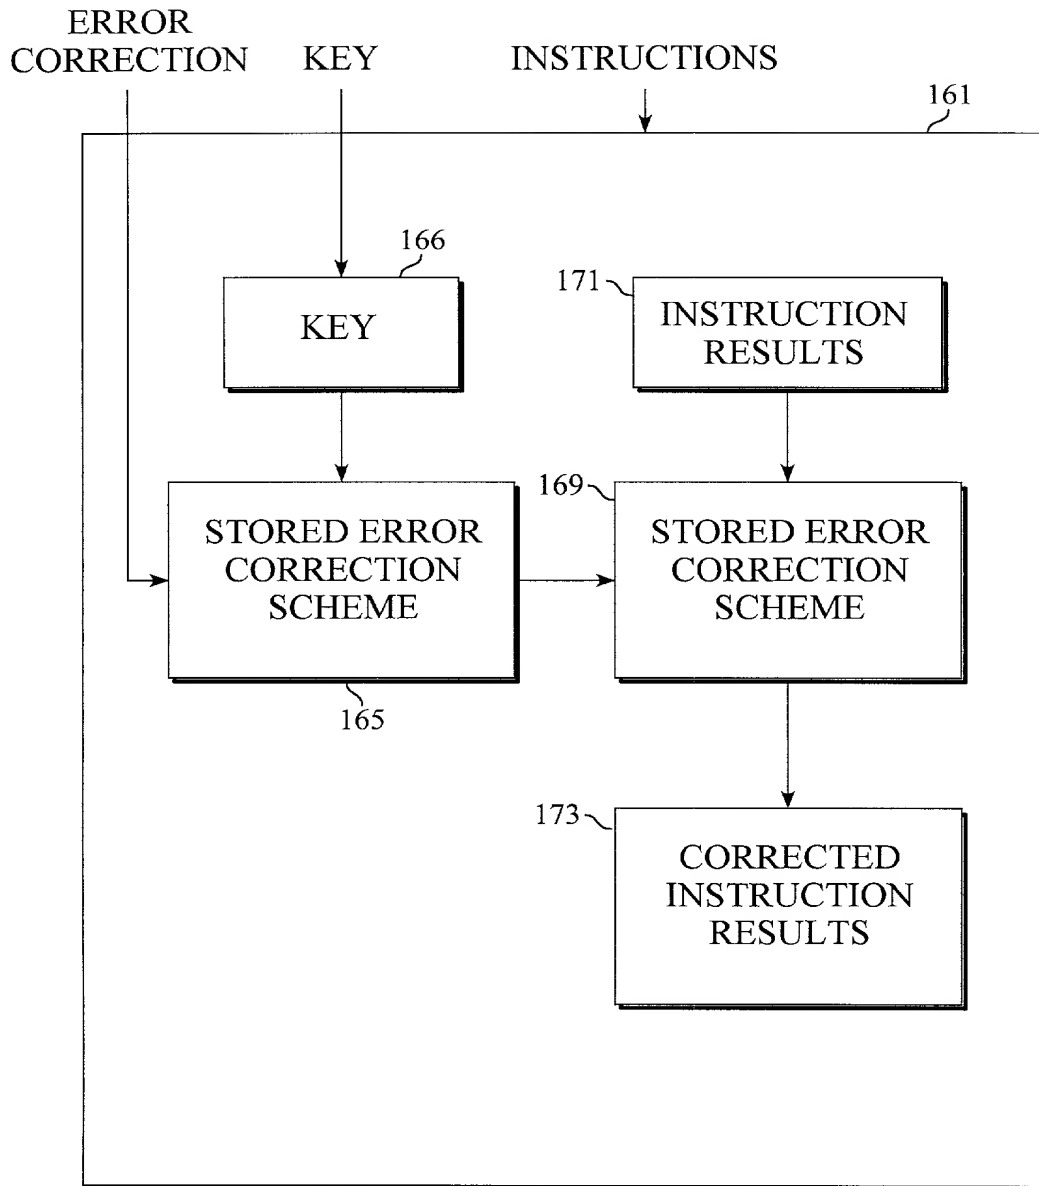 ERROR
CORRECTION
KEY
INSTRUCTIONS
161
166
KEY
171
INSTRUCTION
RESULTS
STORED ERROR
CORRECTION
SCHEME
165
169
STORED ERROR
CORRECTION
SCHEME
173
CORRECTED
INSTRUCTION
RESULTS